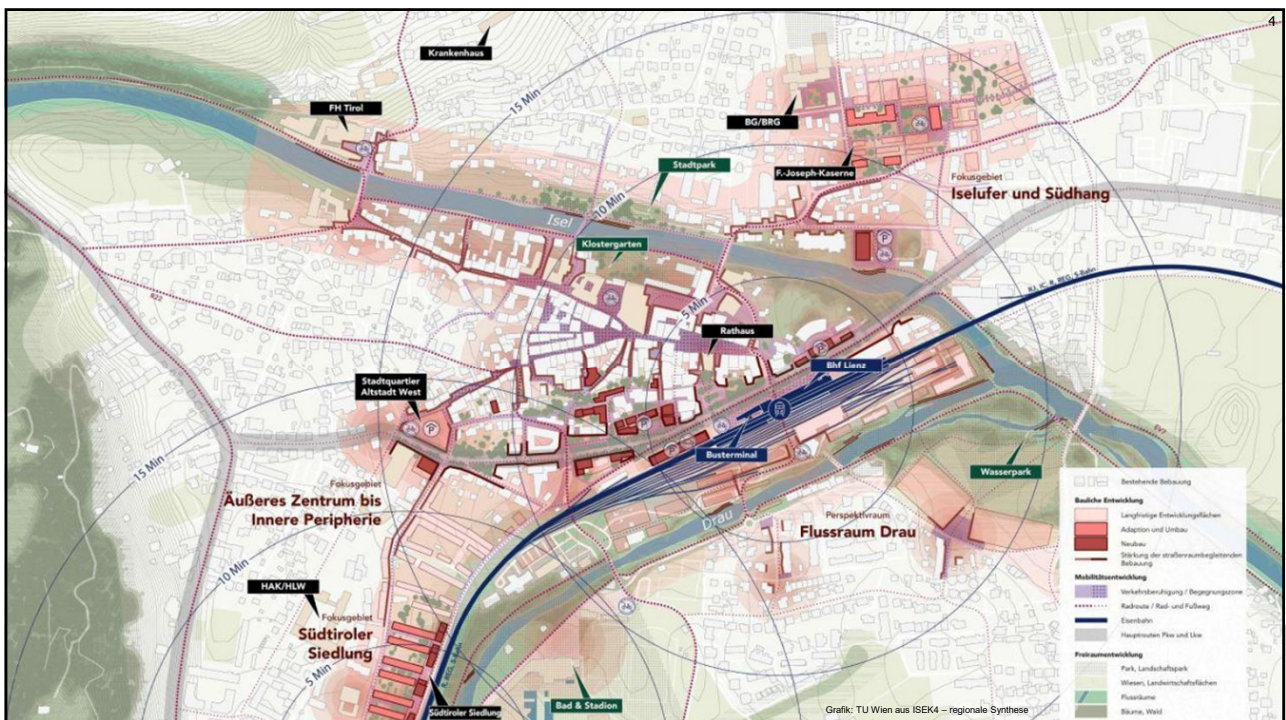 4
Krankenhaus
15 Min
FH Tirol
BG/BRG
Stadtpark
F.-Joseph-Kaserne
Fokusgebiet
Iselufer und Südhang
Isel
10 Min
Klostergarten
P
RJ, IC, R, REG, S-Bahn
5 Min
Rathaus
Bhf Lienz
Stadtquartier
Altstadt West
P
P
Busterminal
Wasserpark
EV7
15 Min
Fokusgebiet
Äußeres Zentrum bis
Innere Peripherie
Drau
Perspektivraum
Flussraum Drau
10 Min
HAK/HLW
Fokusgebiet
Südtiroler
Siedlung
5 Min
Südtiroler Siedlung
Bad & Stadion
Bestehende Bebauung
Bauliche Entwicklung
Langfristige Entwicklungsflächen
Adaption und Umbau
Neubau
Stärkung der straßenraumbegleitenden
Bebauung
Mobilitätsentwicklung
Verkehrsberuhigung / Begegnungszone
Radroute / Rad- und Fußweg
Eisenbahn
Hauptrouten Pkw und Lkw
Freiraumentwicklung
Park, Landschaftspark
Wiesen, Landwirtschaftsflächen
Flussräume
Bäume, Wald
Grafik: TU Wien aus ISEK4 – regionale Synthese